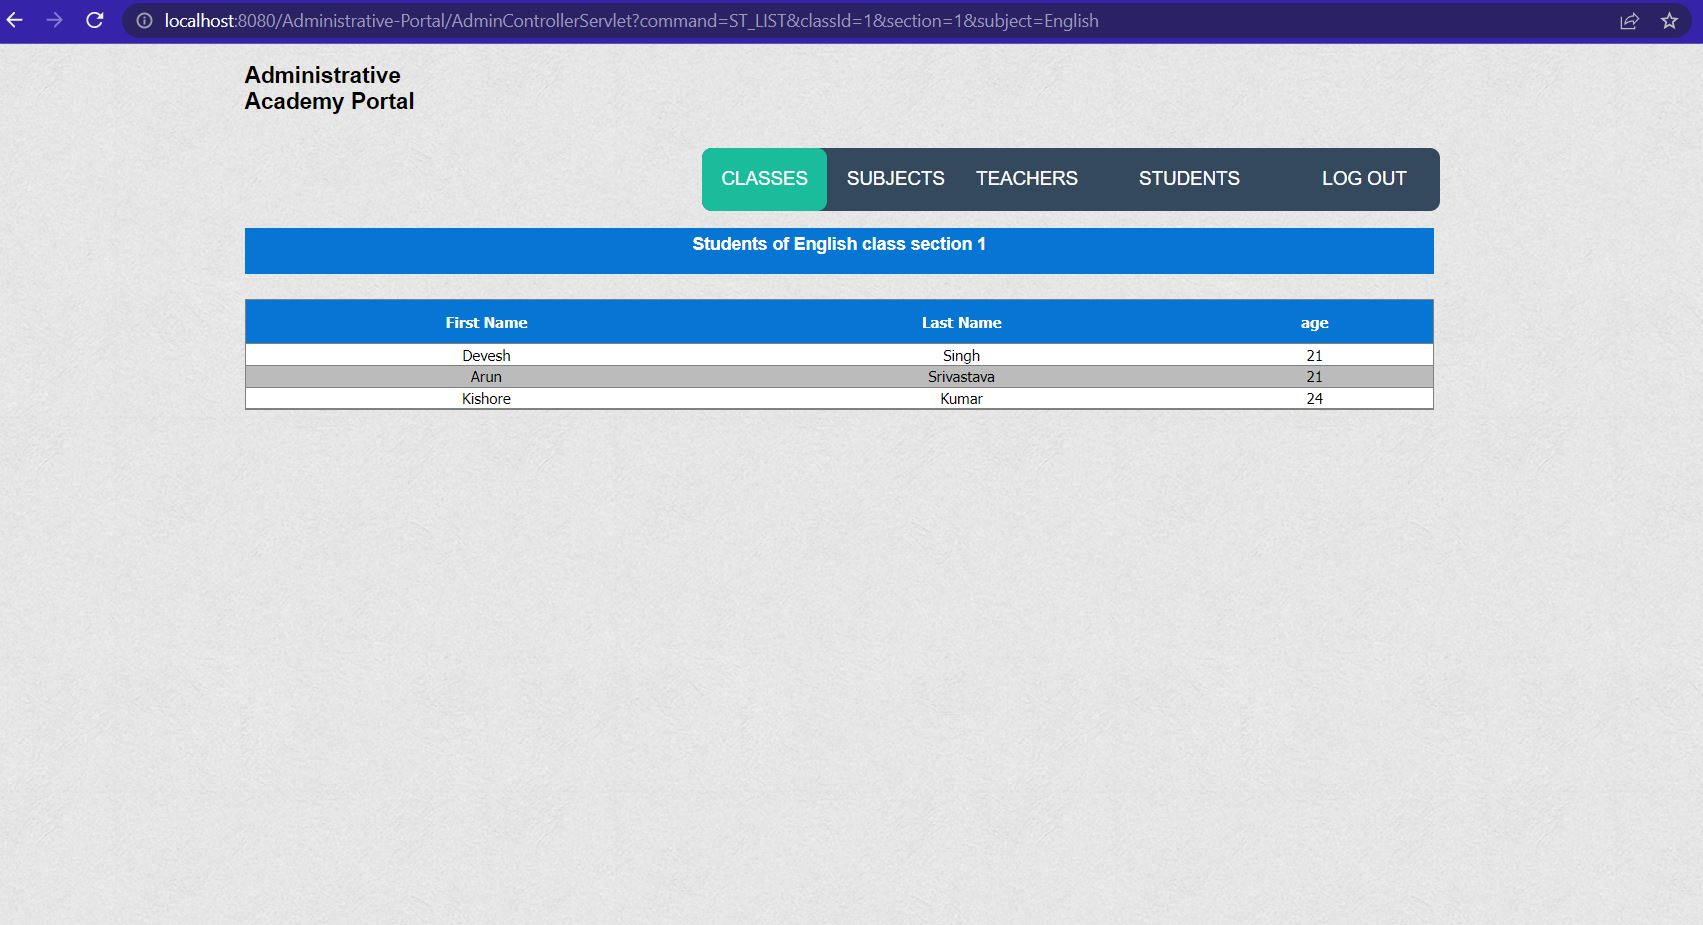 localhost:8080/Administrative-Portal/AdminControllerServlet?command=ST_LIST&classId=1&section=1&subject=English
Administrative
Academy Portal
CLASSES SUBJECTS TEACHERS STUDENTS LOG OUT
Students of English class section 1
First Name Last Name age
Devesh Singh 21
Arun Srivastava 21
Kishore Kumar 24